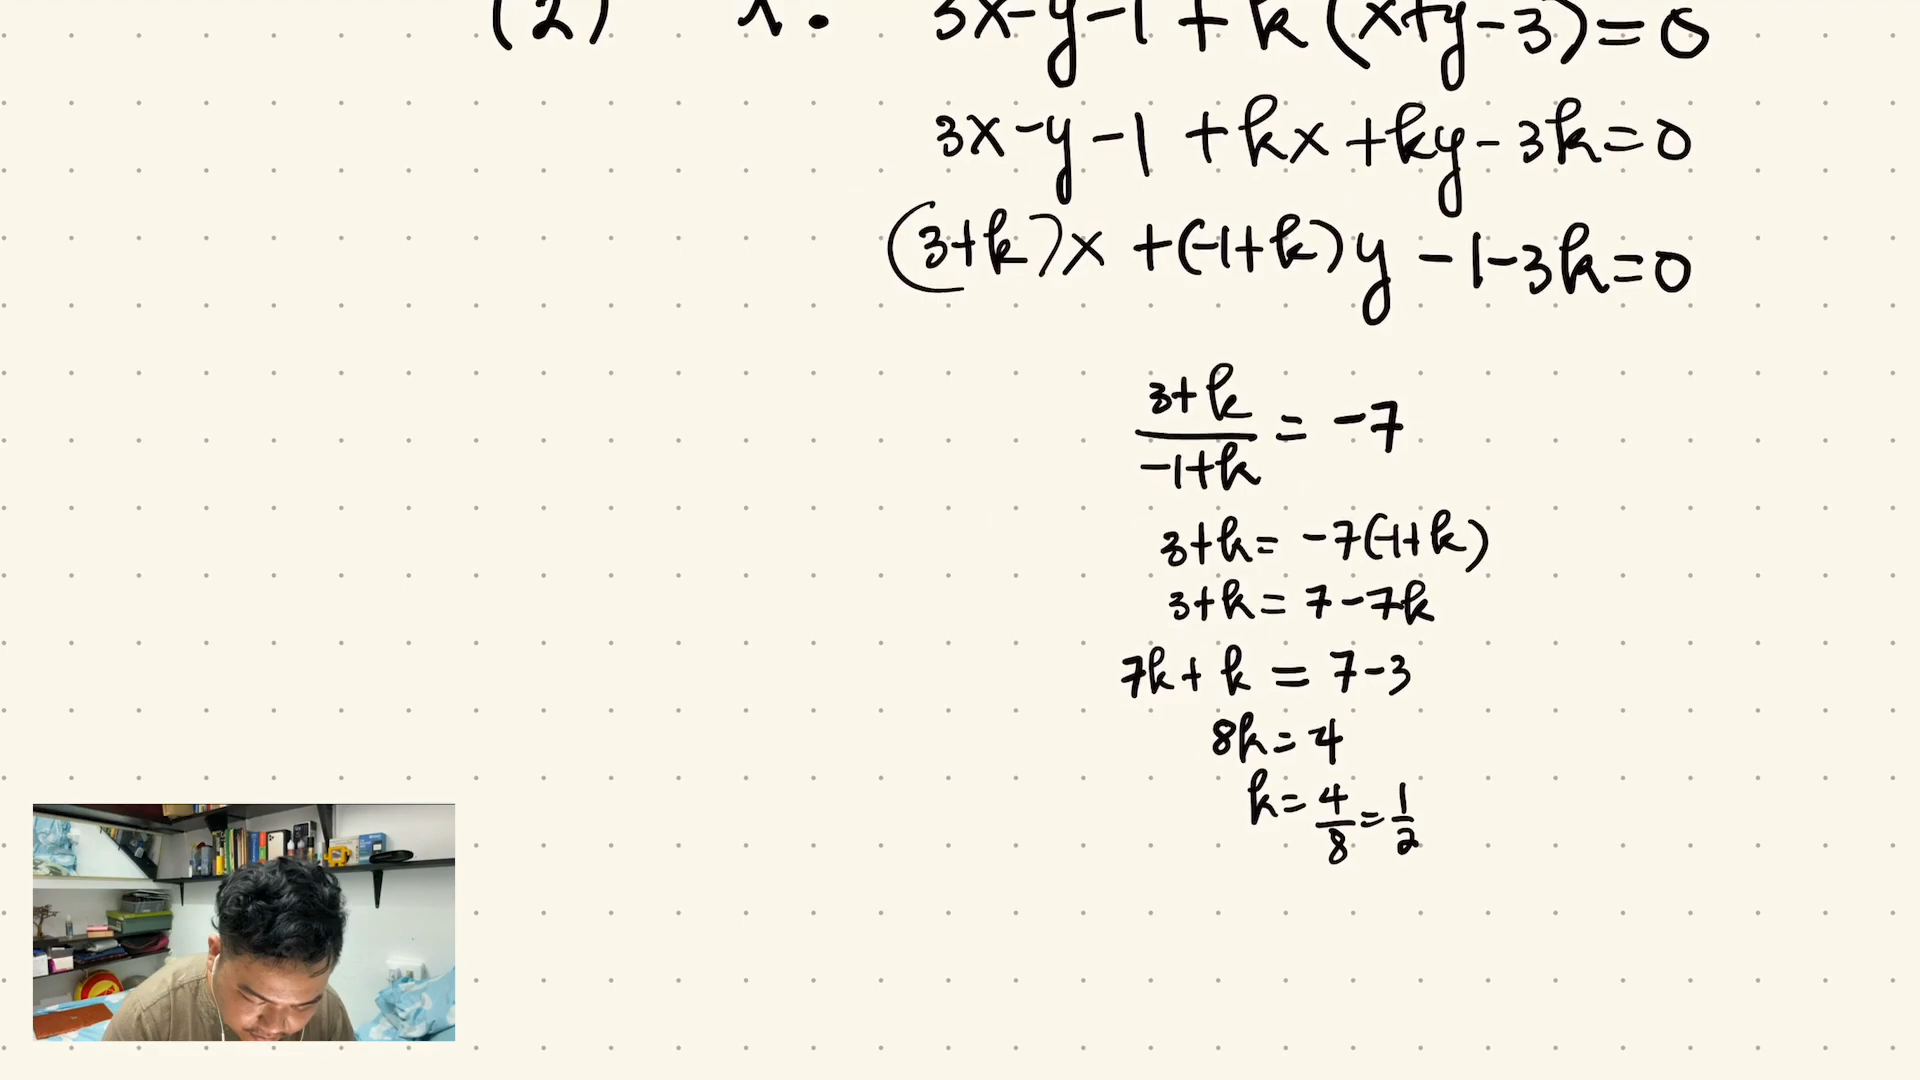 (2) λ: 3x-y-1+k(x+y-3)=0
3x-y-1+kx+ky-3k=0
(3+k)x+(-1+k)y-1-3k=0
3+k/-1+k = -7
3+k= -7(-1+k)
3+k= 7-7k
7k+k = 7-3
8k=4
k=4/8=1/2